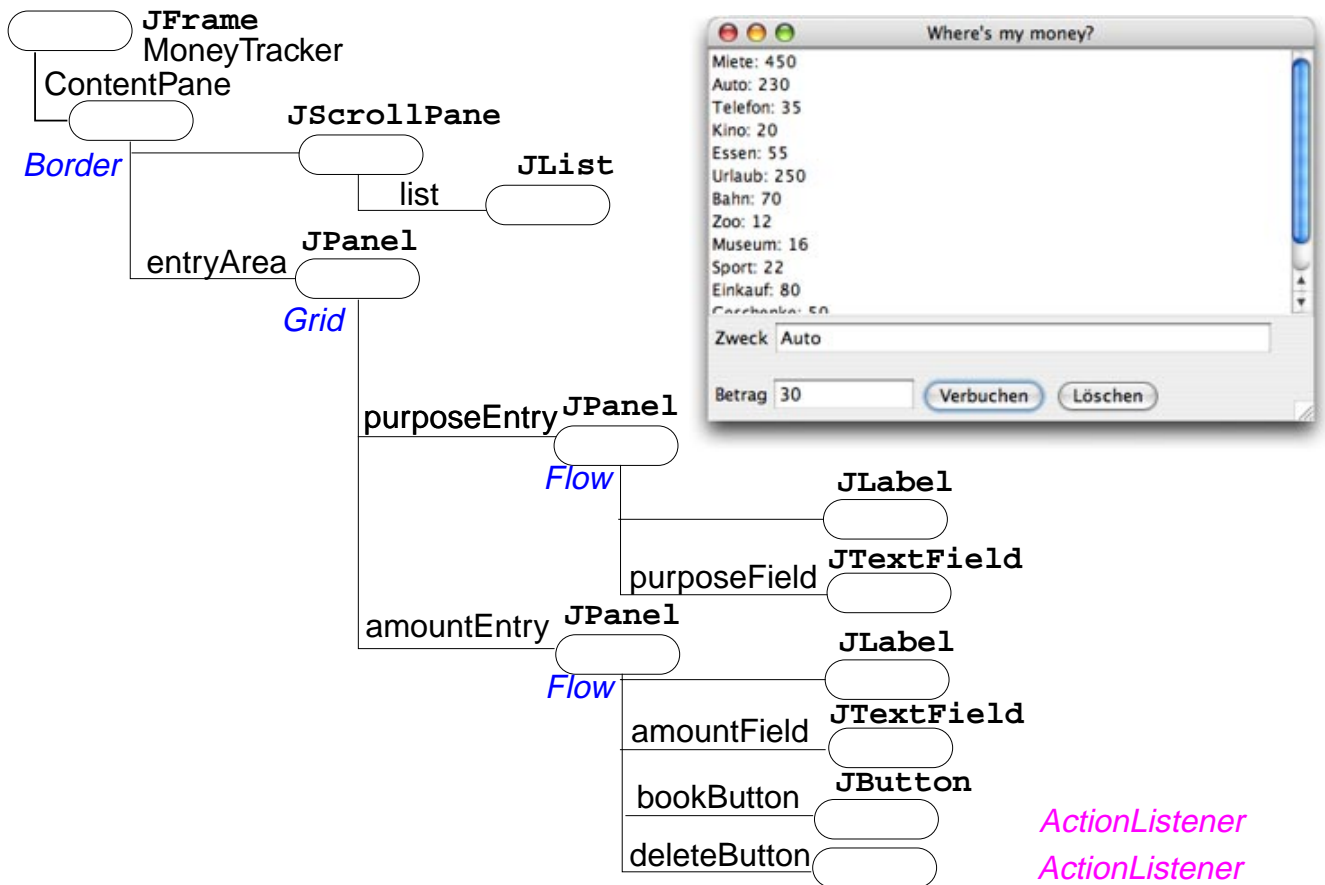 JFrame
MoneyTracker
ContentPane
Border
JScrollPane
list
JList
entryArea
JPanel
Grid
purposeEntry
JPanel
Flow
JLabel
purposeField
JTextField
amountEntry
JPanel
Flow
JLabel
amountField
JTextField
bookButton
JButton
ActionListener
deleteButton
ActionListener
Where's my money?
Miete: 450
Auto: 230
Telefon: 35
Kino: 20
Essen: 55
Urlaub: 250
Bahn: 70
Zoo: 12
Museum: 16
Sport: 22
Einkauf: 80
Geschenke: 50
Zweck Auto
Betrag 30 Verbuchen Löschen